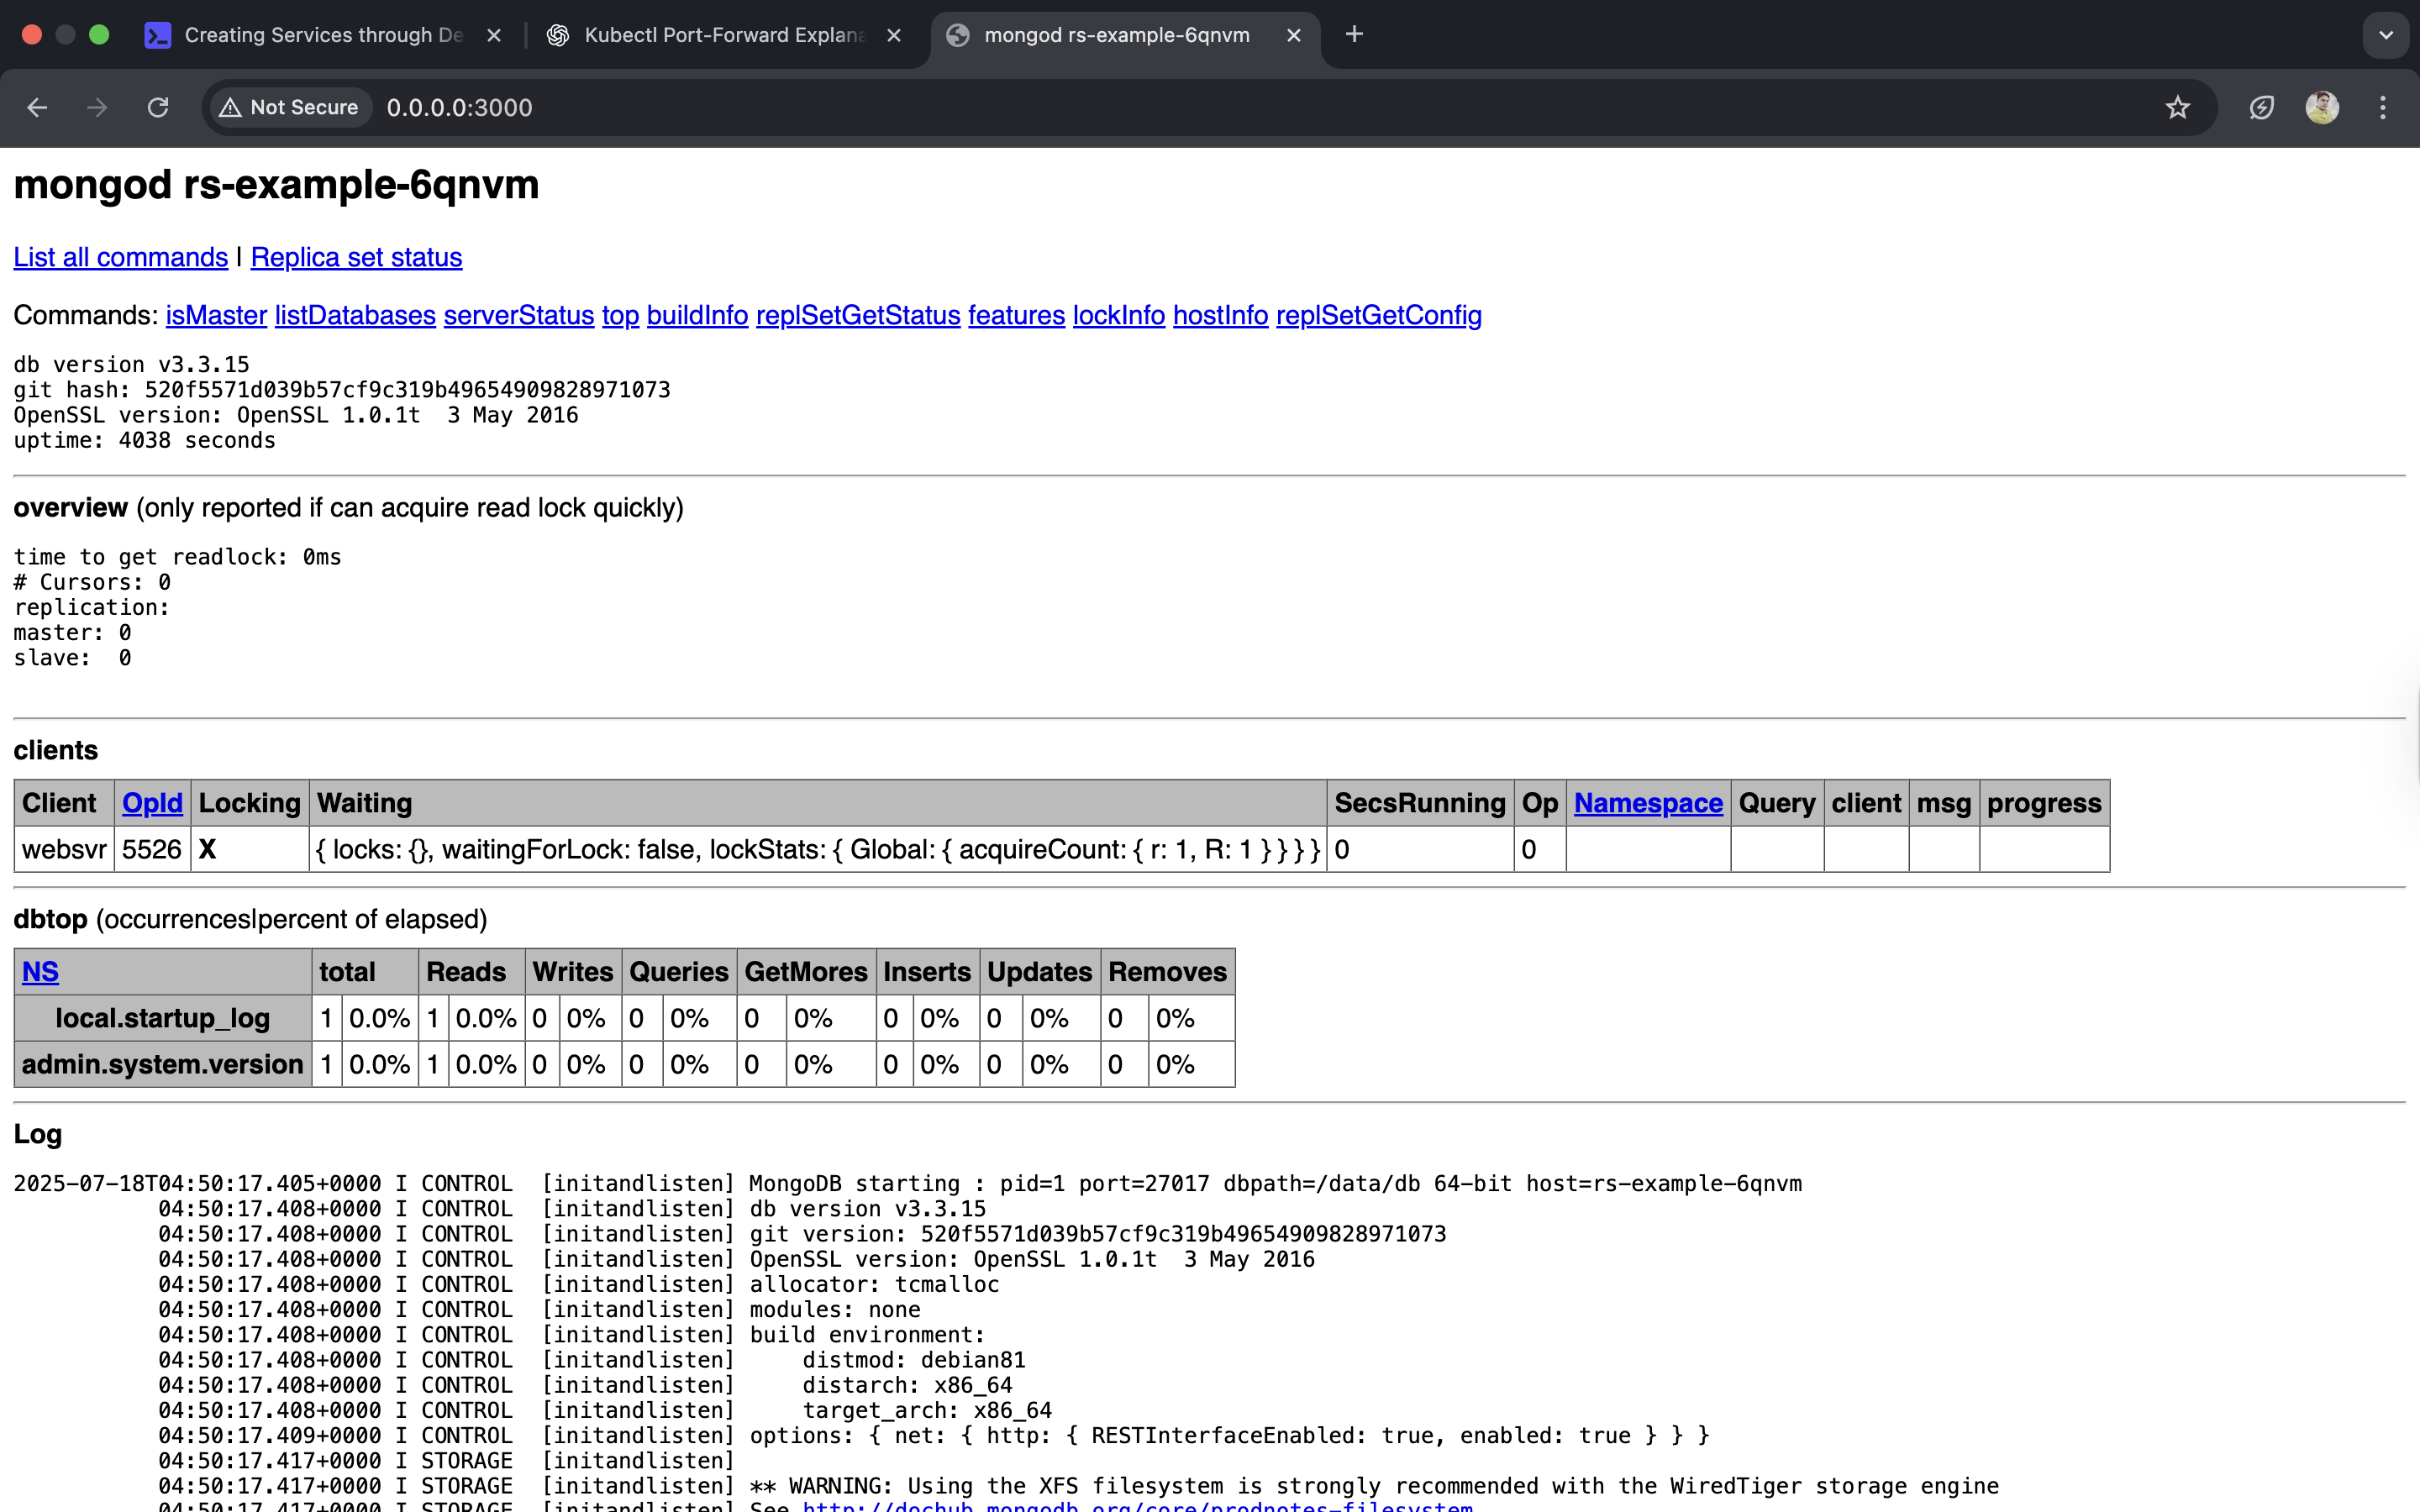 Creating Services through De
Kubectl Port-Forward Explana
mongod rs-example-6qnvm
Not Secure
0.0.0.0:3000
mongod rs-example-6qnvm
List all commands | Replica set status
Commands: isMaster listDatabases serverStatus top buildInfo replSetGetStatus features lockInfo hostInfo replSetGetConfig
db version v3.3.15
git hash: 520f5571d039b57cf9c319b49654909828971073
OpenSSL version: OpenSSL 1.0.1t  3 May 2016
uptime: 4038 seconds
overview (only reported if can acquire read lock quickly)
time to get readlock: 0ms
# Cursors: 0
replication:
master: 0
slave:  0
clients
Client OpId Locking Waiting SecsRunning Op Namespace Query client msg progress
websvr 5526 X { locks: {}, waitingForLock: false, lockStats: { Global: { acquireCount: { r: 1, R: 1 } } } } 0 0
dbtop (occurrences|percent of elapsed)
NS total Reads Writes Queries GetMores Inserts Updates Removes
local.startup_log 1 0.0% 1 0.0% 0 0% 0 0% 0 0% 0 0% 0 0% 0 0%
admin.system.version 1 0.0% 1 0.0% 0 0% 0 0% 0 0% 0 0% 0 0% 0 0%
Log
2025-07-18T04:50:17.405+0000 I CONTROL  [initandlisten] MongoDB starting : pid=1 port=27017 dbpath=/data/db 64-bit host=rs-example-6qnvm
04:50:17.408+0000 I CONTROL  [initandlisten] db version v3.3.15
04:50:17.408+0000 I CONTROL  [initandlisten] git version: 520f5571d039b57cf9c319b49654909828971073
04:50:17.408+0000 I CONTROL  [initandlisten] OpenSSL version: OpenSSL 1.0.1t  3 May 2016
04:50:17.408+0000 I CONTROL  [initandlisten] allocator: tcmalloc
04:50:17.408+0000 I CONTROL  [initandlisten] modules: none
04:50:17.408+0000 I CONTROL  [initandlisten] build environment:
04:50:17.408+0000 I CONTROL  [initandlisten]     distmod: debian81
04:50:17.408+0000 I CONTROL  [initandlisten]     distarch: x86_64
04:50:17.408+0000 I CONTROL  [initandlisten]     target_arch: x86_64
04:50:17.409+0000 I CONTROL  [initandlisten] options: { net: { http: { RESTInterfaceEnabled: true, enabled: true } } }
04:50:17.417+0000 I STORAGE  [initandlisten]
04:50:17.417+0000 I STORAGE  [initandlisten] ** WARNING: Using the XFS filesystem is strongly recommended with the WiredTiger storage engine
04:50:17.417+0000 I STORAGE  [initandlisten] See http://dochub.mongodb.org/core/prodnotes-filesystem